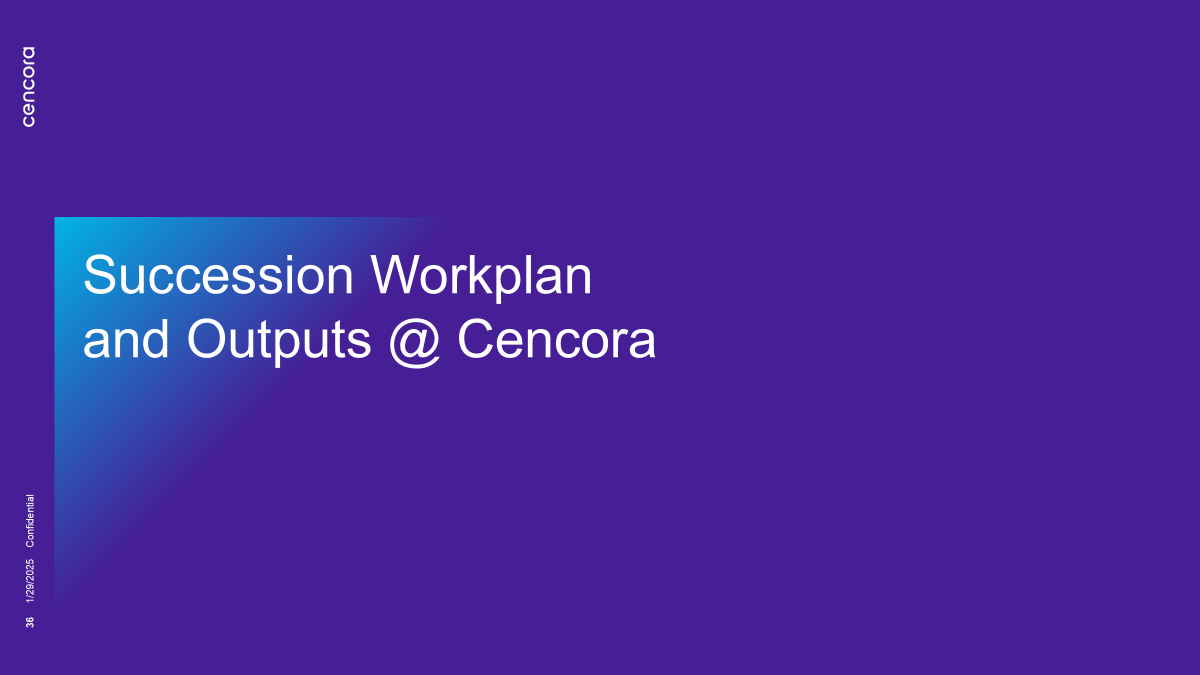 cencora
Succession Workplan
and Outputs @ Cencora
36 1/29/2025 Confidential